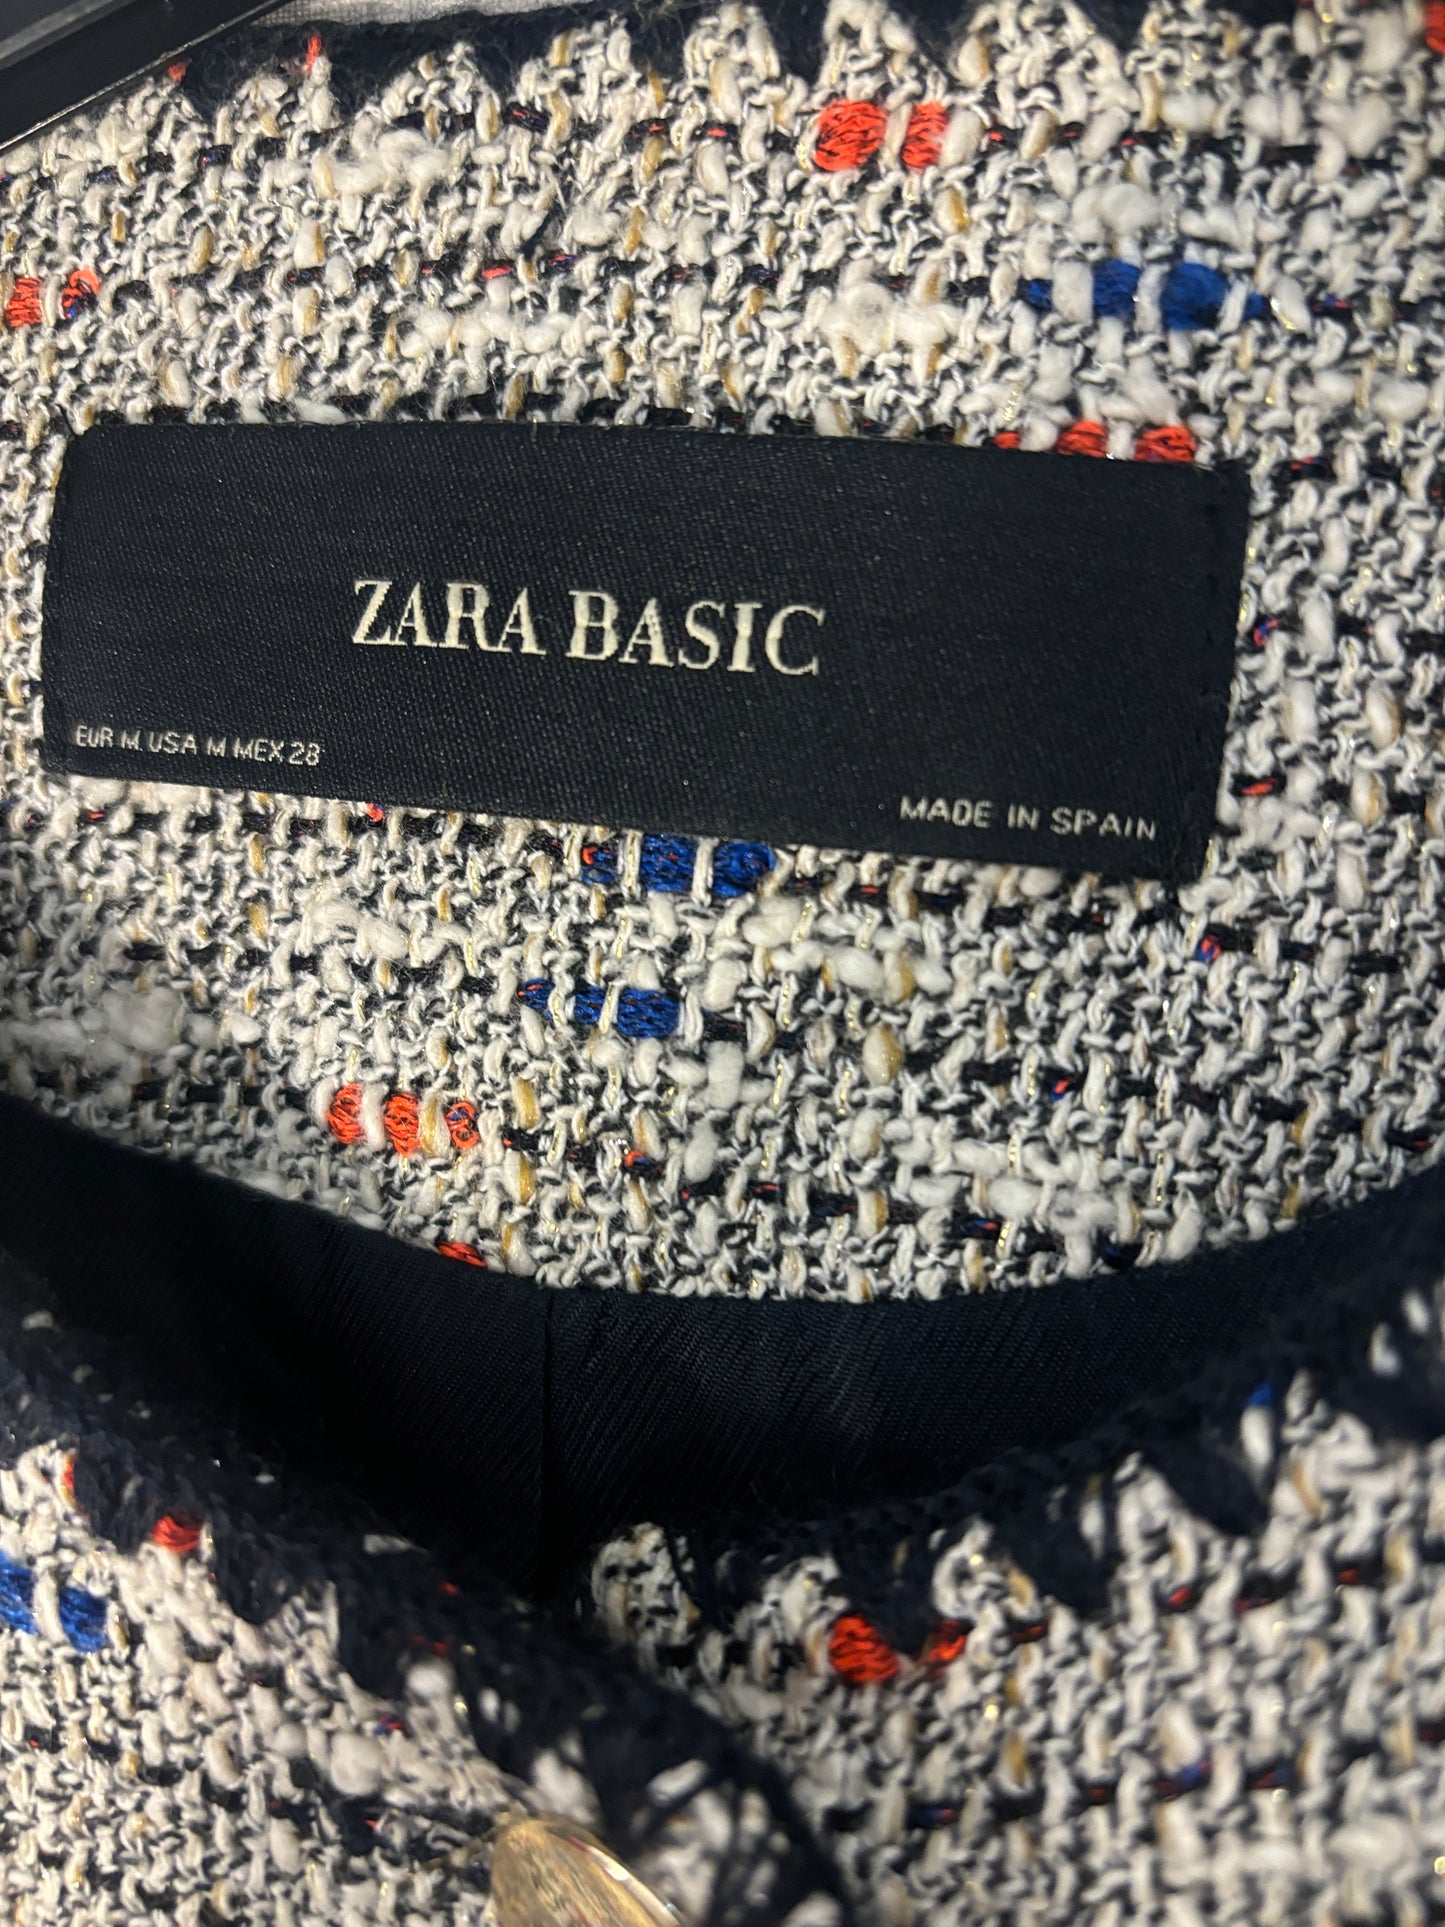 ZARA BASIC
EUR M USA M MEX 28
MADE IN SPAIN